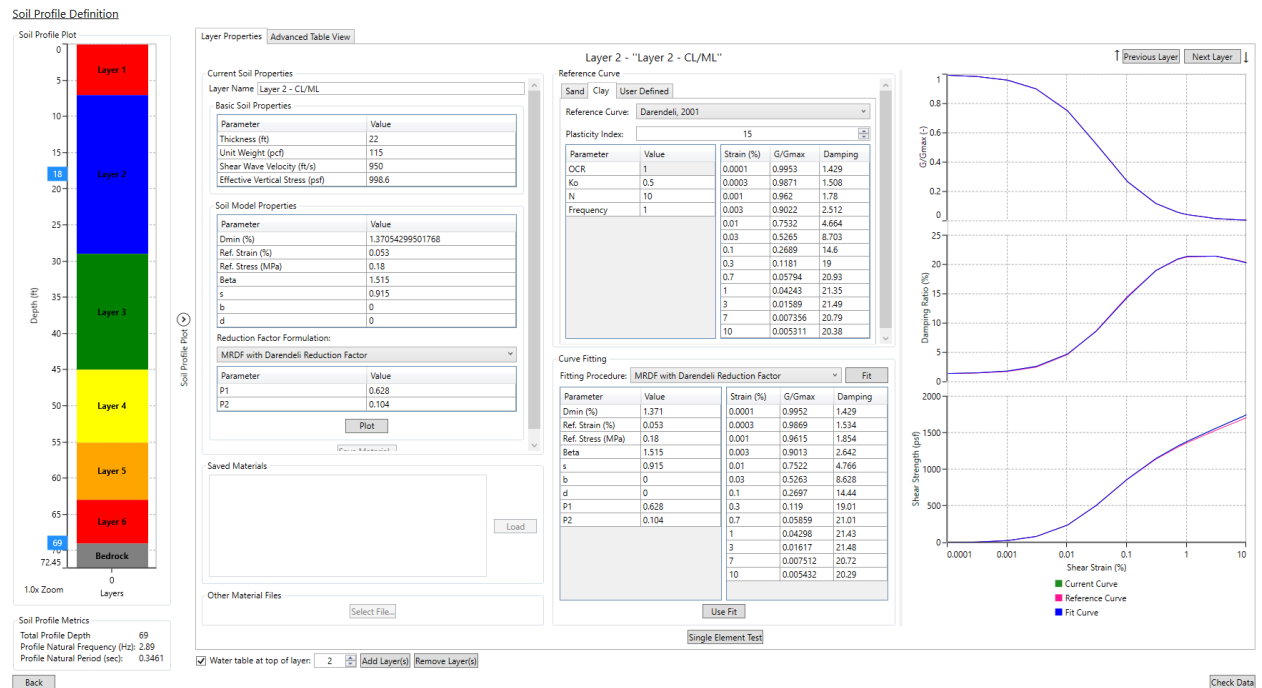 Soil Profile Definition
Soil Profile Plot
0
5
10
15
18
20
25
30
35
40
45
50
55
60
65
69
72.45
Depth (ft)
Layer 1
Layer 2
Layer 3
Layer 4
Layer 5
Layer 6
Bedrock
0
1.0x Zoom
Layers
Soil Profile Plot
Soil Profile Metrics
Total Profile Depth 69
Profile Natural Frequency (Hz): 2.89
Profile Natural Period (sec): 0.3461
Back
Layer Properties Advanced Table View
Layer 2 - "Layer 2 - CL/ML"
Previous Layer Next Layer
Current Soil Properties
Layer Name Layer 2 - CL/ML
Basic Soil Properties
Parameter Value
Thickness (ft) 22
Unit Weight (pcf) 115
Shear Wave Velocity (ft/s) 950
Effective Vertical Stress (psf) 998.6
Soil Model Properties
Parameter Value
Dmin (%) 1.37054299501768
Ref. Strain (%) 0.053
Ref. Stress (MPa) 0.18
Beta 1.515
s 0.915
b 0
d 0
Reduction Factor Formulation:
MRDF with Darendeli Reduction Factor
Parameter Value
P1 0.628
P2 0.104
Plot
Save Material
Saved Materials
Load
Other Material Files
Select File...
Water table at top of layer: 2 Add Layer(s) Remove Layer(s)
Reference Curve
Sand Clay User Defined
Reference Curve: Darendeli, 2001
Plasticity Index: 15
Parameter Value
OCR 1
Ko 0.5
N 10
Frequency 1
Strain (%) G/Gmax Damping
0.0001 0.9953 1.429
0.0003 0.9871 1.508
0.001 0.962 1.78
0.003 0.9022 2.512
0.01 0.7532 4.664
0.03 0.5265 8.703
0.1 0.2689 14.6
0.3 0.1181 19
0.7 0.05794 20.93
1 0.04243 21.35
3 0.01589 21.49
7 0.007356 20.79
10 0.005311 20.38
Curve Fitting
Fitting Procedure: MRDF with Darendeli Reduction Factor Fit
Parameter Value
Dmin (%) 1.371
Ref. Strain (%) 0.053
Ref. Stress (MPa) 0.18
Beta 1.515
s 0.915
b 0
d 0
P1 0.628
P2 0.104
Strain (%) G/Gmax Damping
0.0001 0.9952 1.429
0.0003 0.9869 1.534
0.001 0.9615 1.854
0.003 0.9013 2.642
0.01 0.7522 4.766
0.03 0.5263 8.628
0.1 0.2697 14.44
0.3 0.119 19.01
0.7 0.05859 21.01
1 0.04298 21.43
3 0.01617 21.48
7 0.007512 20.72
10 0.005432 20.29
Use Fit
Single Element Test
G/Gmax (-)
1
0.8
0.6
0.4
0.2
0
Damping Ratio (%)
25
20
15
10
5
0
Shear Strength (psf)
2000
1500
1000
500
0
0.0001 0.001 0.01 0.1 1 10
Shear Strain (%)
Current Curve
Reference Curve
Fit Curve
Check Data